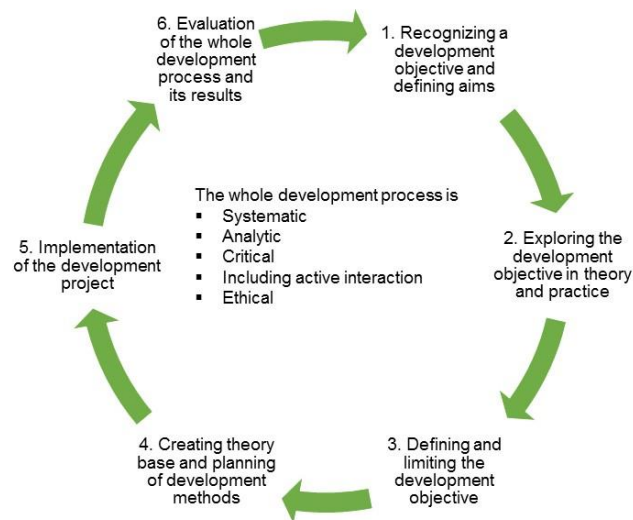 1. Recognizing a
development
objective and
defining aims
2. Exploring the
development
objective in theory
and practice
3. Defining and
limiting the
development
objective
4. Creating theory
base and planning
of development
methods
5. Implementation
of the development
project
6. Evaluation
of the whole
development
process and
its results
The whole development process is
▪ Systematic
▪ Analytic
▪ Critical
▪ Including active interaction
▪ Ethical